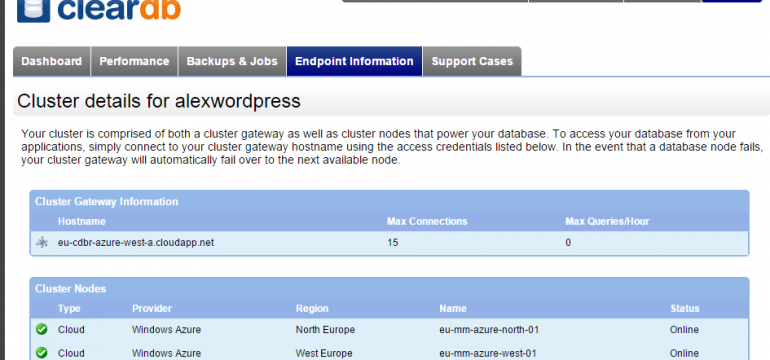 cleardb
Dashboard Performance Backups & Jobs Endpoint Information Support Cases
Cluster details for alexwordpress
Your cluster is comprised of both a cluster gateway as well as cluster nodes that power your database. To access your database from your
applications, simply connect to your cluster gateway hostname using the access credentials listed below. In the event that a database node fails,
your cluster gateway will automatically fail over to the next available node.
Cluster Gateway Information
Hostname Max Connections Max Queries/Hour
eu-cdbr-azure-west-a.cloudapp.net 15 0
Cluster Nodes
Type Provider Region Name Status
Cloud Windows Azure North Europe eu-mm-azure-north-01 Online
Cloud Windows Azure West Europe eu-mm-azure-west-01 Online